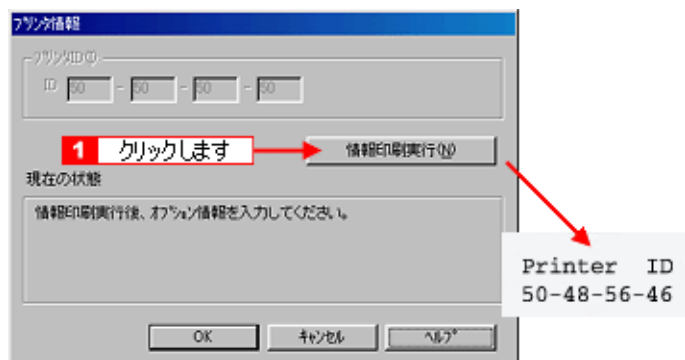 プリンタ情報
プリンタID(I)
ID 50 - 50 - 50 - 50
1 クリックします
情報印刷実行(N)
現在の状態
情報印刷実行後、オプション情報を入力してください。
Printer ID
50-48-56-46
OK キャンセル ヘルプ